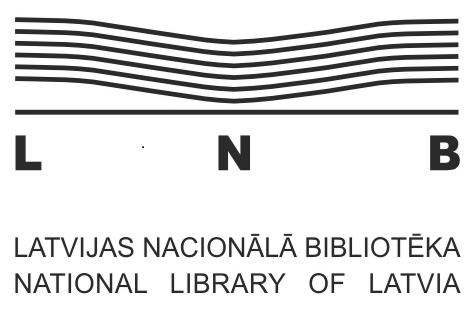 L N B
LATVIJAS NACIONĀLĀ BIBLIOTĒKA
NATIONAL LIBRARY OF LATVIA